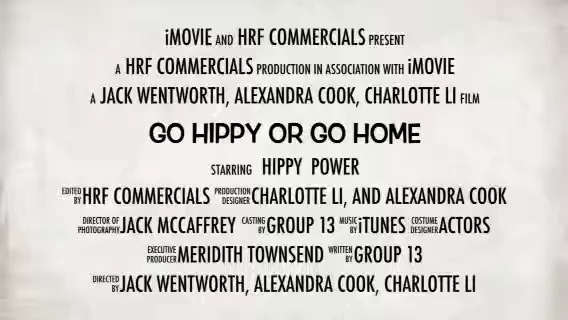 iMOVIE AND HRF COMMERCIALS PRESENT
A HRF COMMERCIALS PRODUCTION IN ASSOCIATION WITH iMOVIE
A JACK WENTWORTH, ALEXANDRA COOK, CHARLOTTE LI FILM
GO HIPPY OR GO HOME
STARRING HIPPY POWER
EDITED BY HRF COMMERCIALS PRODUCTION DESIGNER CHARLOTTE LI, AND ALEXANDRA COOK
DIRECTOR OF PHOTOGRAPHY JACK MCCAFFREY CASTING BY GROUP 13 MUSIC BY iTUNES COSTUME DESIGNER ACTORS
EXECUTIVE PRODUCER MERIDITH TOWNSEND WRITTEN BY GROUP 13
DIRECTED BY JACK WENTWORTH, ALEXANDRA COOK, CHARLOTTE LI